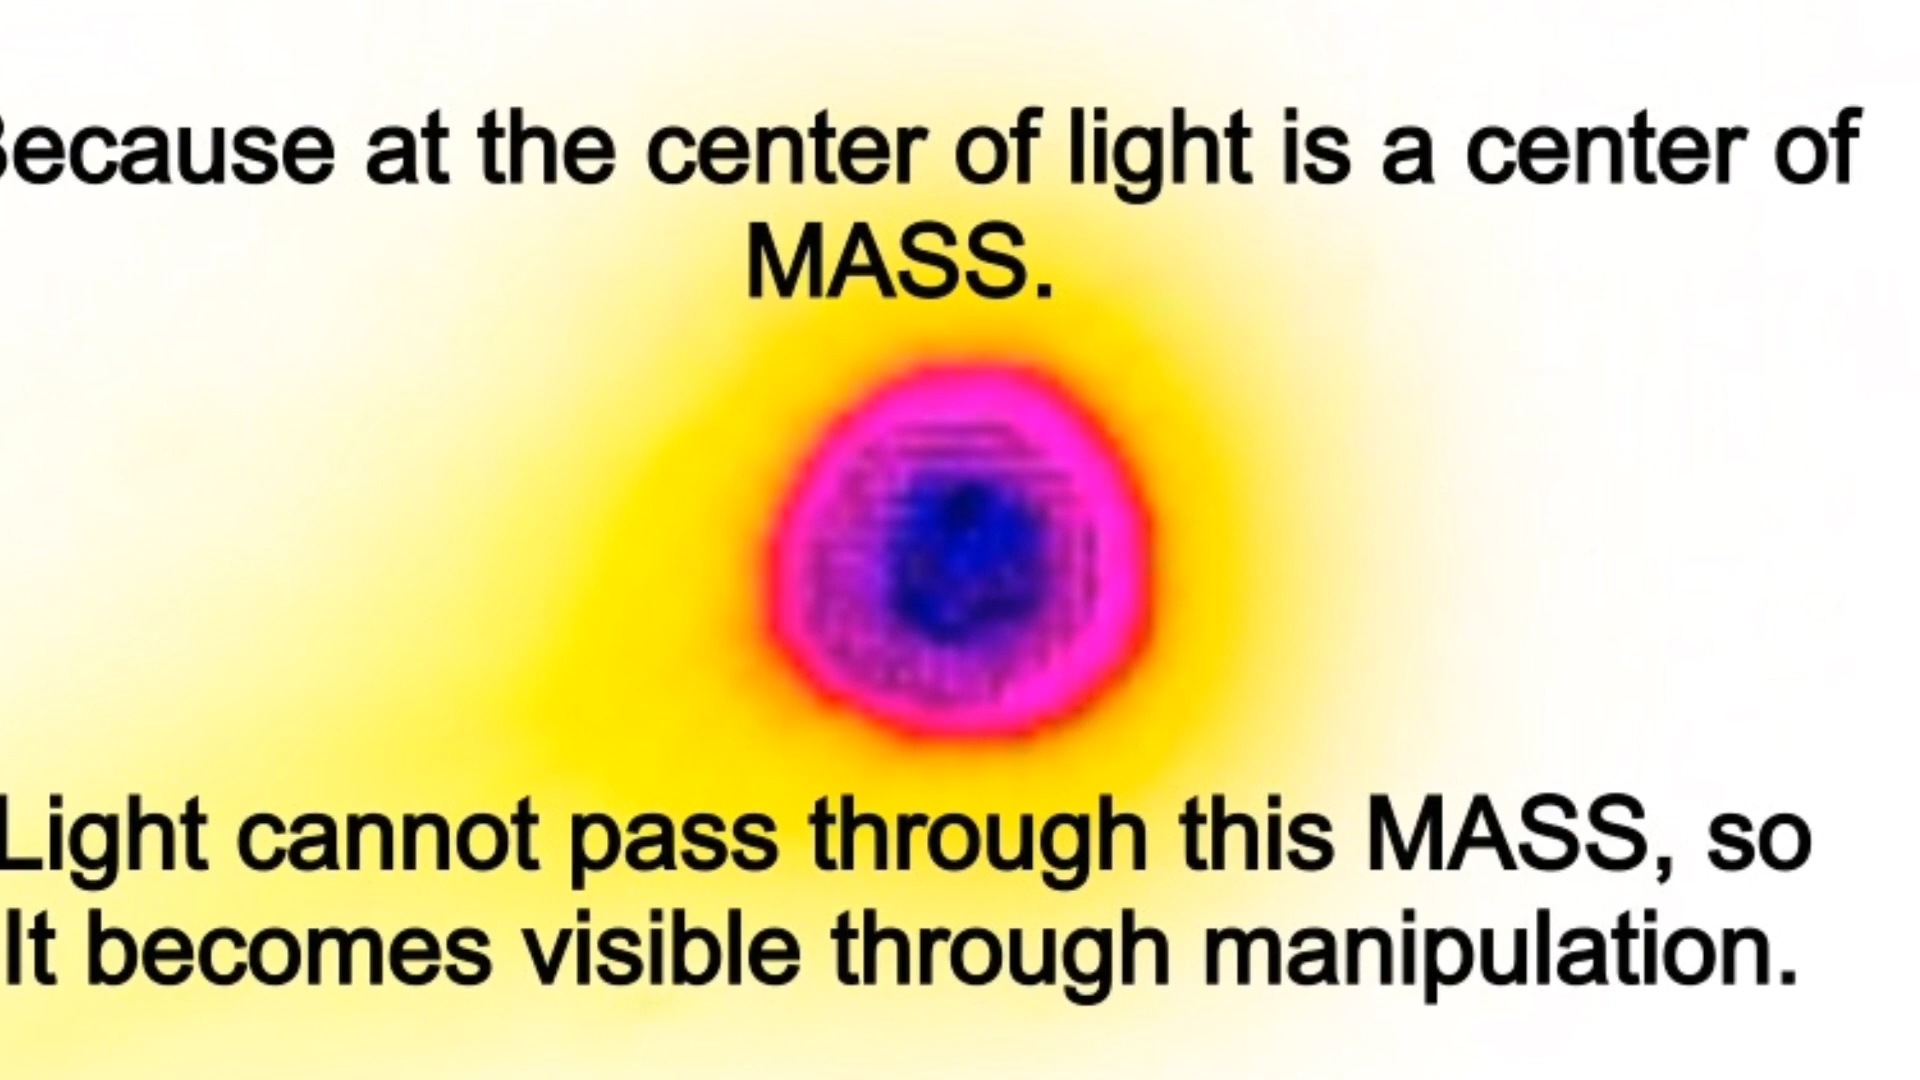 Because at the center of light is a center of
MASS.
Light cannot pass through this MASS, so
It becomes visible through manipulation.